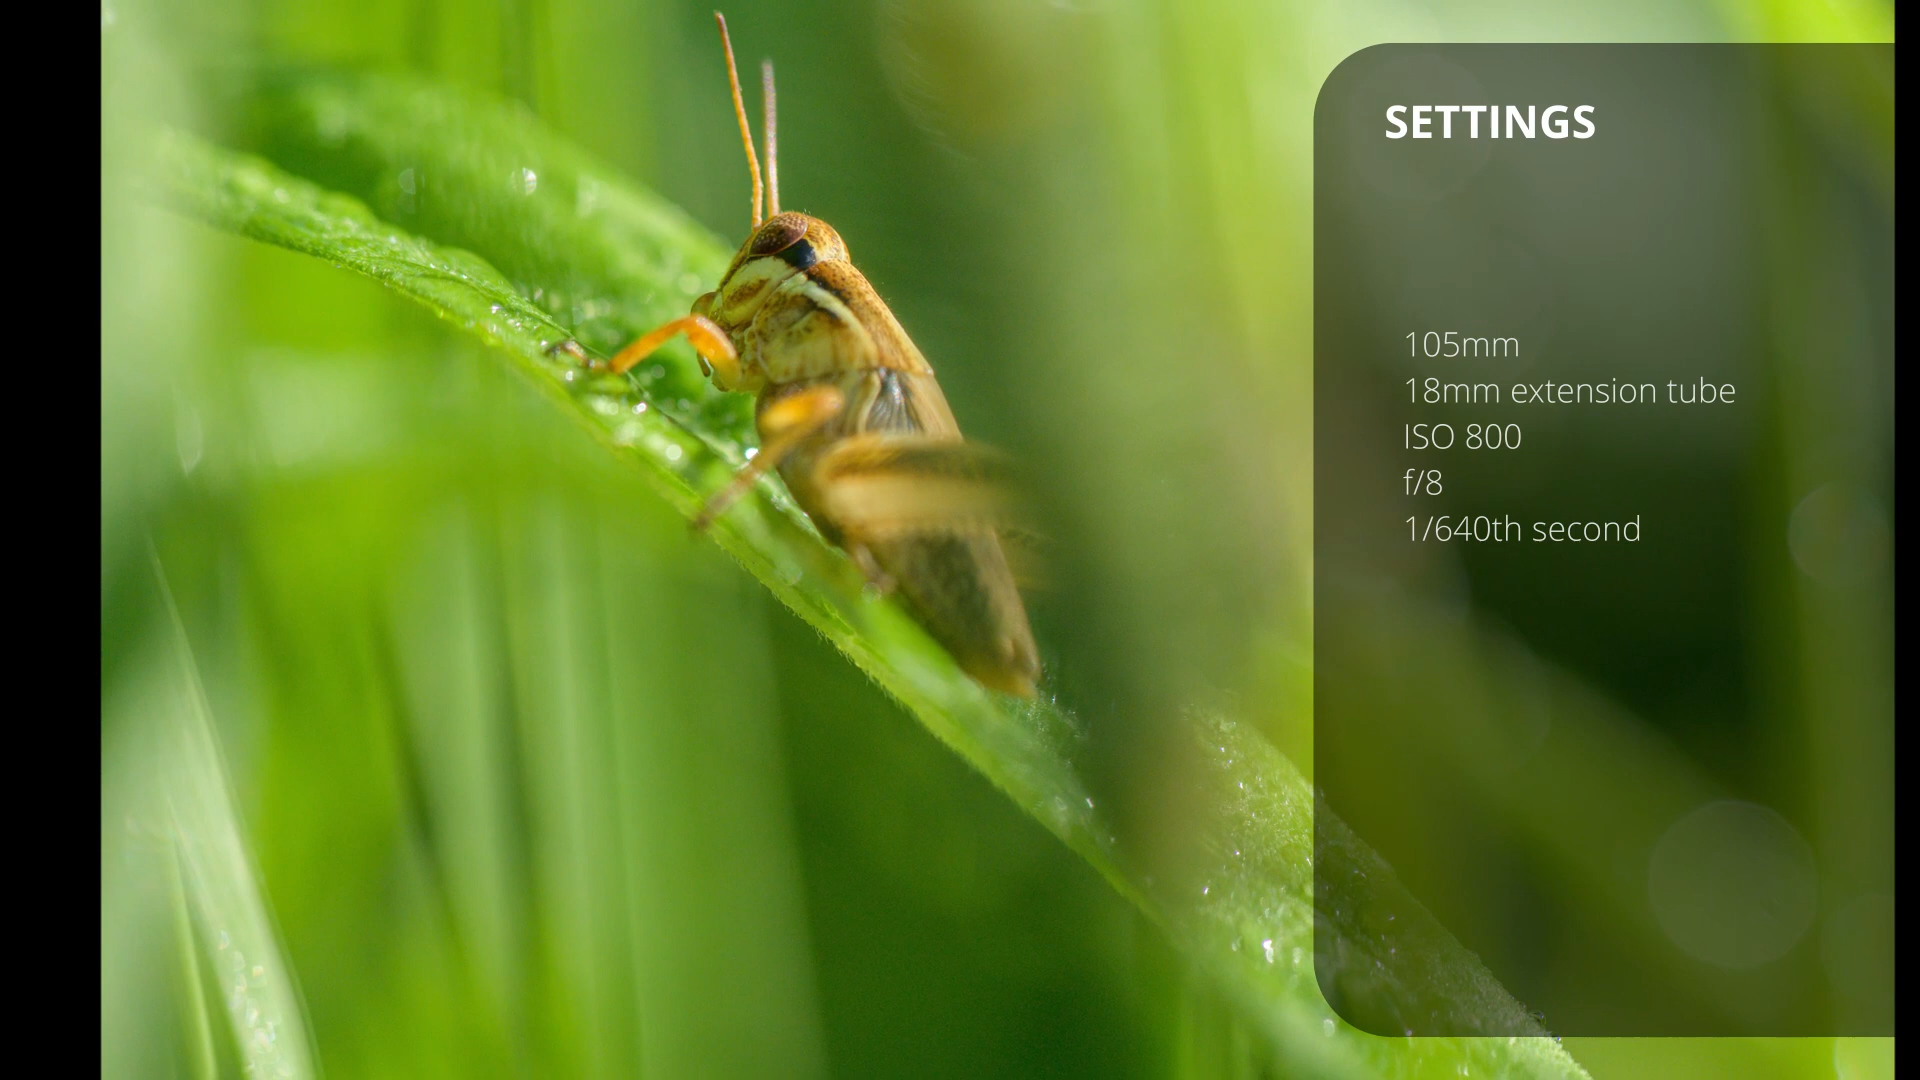 SETTINGS
105mm
18mm extension tube
ISO 800
f/8
1/640th second